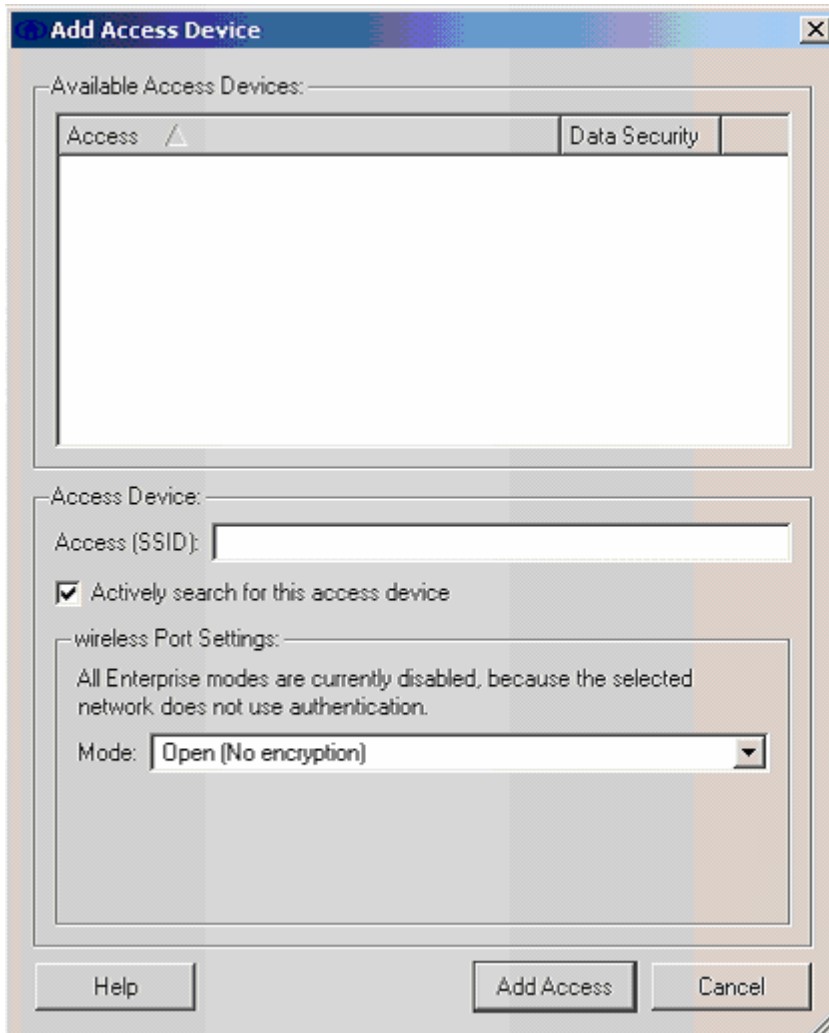 Add Access Device
Available Access Devices:
Access Data Security
Access Device:
Access (SSID):
Actively search for this access device
wireless Port Settings:
All Enterprise modes are currently disabled, because the selected
network does not use authentication.
Mode: Open (No encryption)
Help Add Access Cancel